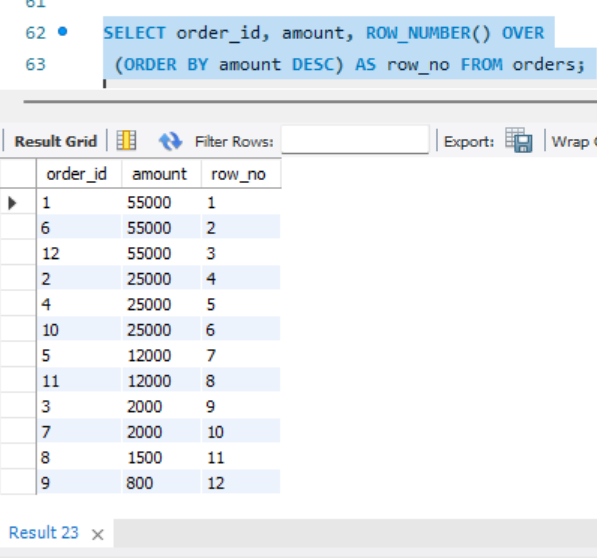 61
62 SELECT order_id, amount, ROW_NUMBER() OVER
63 (ORDER BY amount DESC) AS row_no FROM orders;
Result Grid Filter Rows: Export: Wrap C
order_id amount row_no
1 55000 1
6 55000 2
12 55000 3
2 25000 4
4 25000 5
10 25000 6
5 12000 7
11 12000 8
3 2000 9
7 2000 10
8 1500 11
9 800 12
Result 23 ×